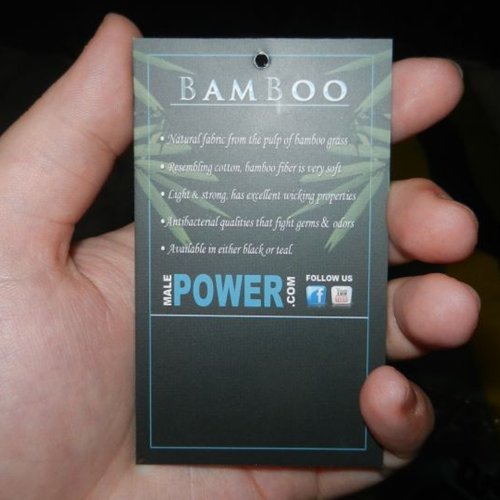 BAMBOO
• Natural fabric from the pulp of bamboo grass
• Resembling cotton, bamboo fiber is very soft
• Light & strong, has excellent wicking properties
• Antibacterial qualities that fight germs & odors
• Available in either black or teal.
MALE POWER .COM
FOLLOW US
f